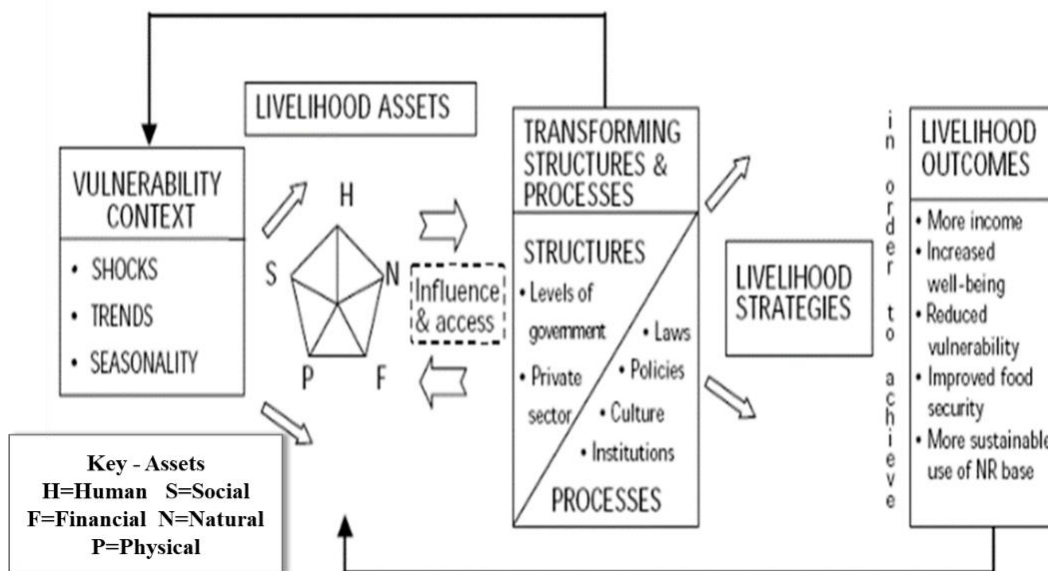 LIVELIHOOD ASSETS
VULNERABILITY
CONTEXT
• SHOCKS
• TRENDS
• SEASONALITY
H
S
N
P
F
Influence
& access
TRANSFORMING
STRUCTURES &
PROCESSES
STRUCTURES
• Levels of
government
• Private
sector
• Laws
• Policies
• Culture
• Institutions
PROCESSES
LIVELIHOOD
STRATEGIES
in order to achieve
LIVELIHOOD
OUTCOMES
• More income
• Increased
well-being
• Reduced
vulnerability
• Improved food
security
• More sustainable
use of NR base
Key - Assets
H=Human S=Social
F=Financial N=Natural
P=Physical